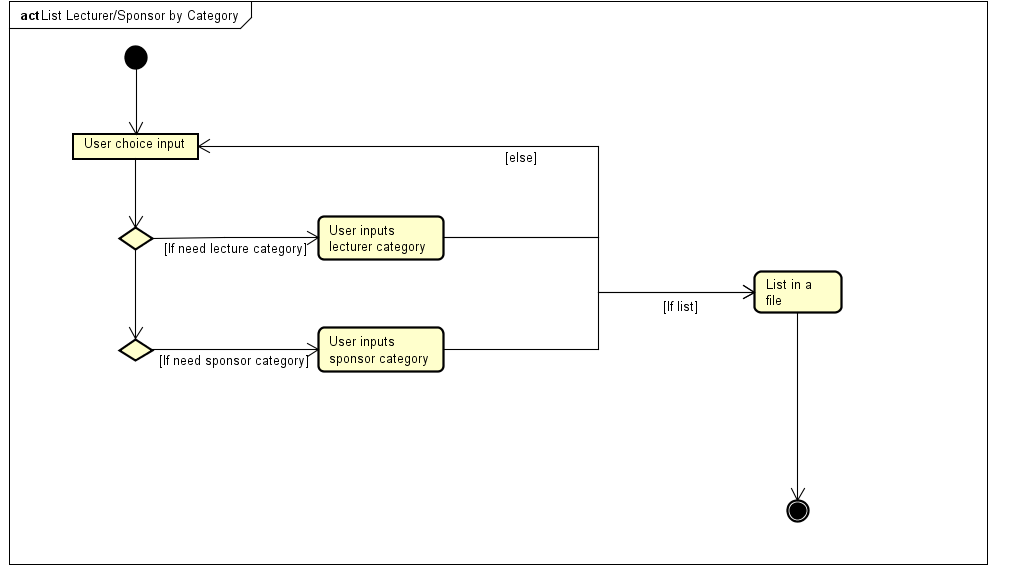 act List Lecturer/Sponsor by Category
User choice input
[else]
User inputs
lecturer category
[If need lecture category]
List in a
file
[If list]
User inputs
sponsor category
[If need sponsor category]